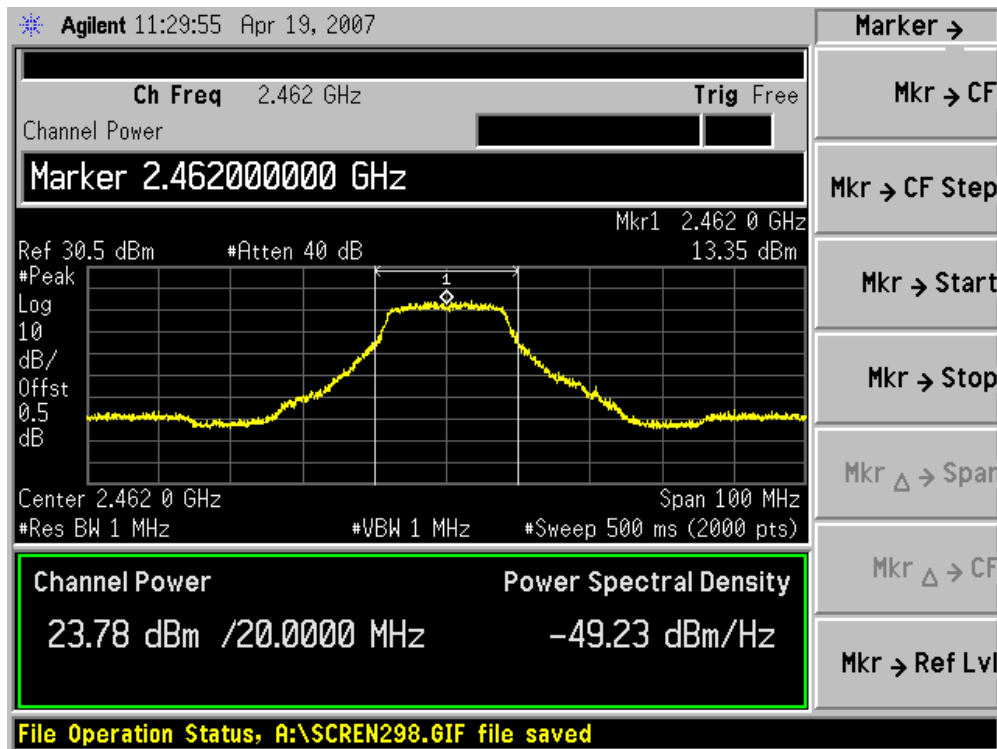 Agilent 11:29:55 Apr 19, 2007
Marker →
Ch Freq 2.462 GHz Trig Free
Channel Power
Marker 2.462000000 GHz
Mkr1 2.462 0 GHz
Ref 30.5 dBm #Atten 40 dB 13.35 dBm
#Peak
Log
10
dB/
Offst
0.5
dB
1
Center 2.462 0 GHz Span 100 MHz
#Res BW 1 MHz #VBW 1 MHz #Sweep 500 ms (2000 pts)
Channel Power Power Spectral Density
23.78 dBm /20.0000 MHz -49.23 dBm/Hz
File Operation Status, A:\SCREN298.GIF file saved
Mkr → CF
Mkr → CF Step
Mkr → Start
Mkr → Stop
Mkr Δ → Span
Mkr Δ → CF
Mkr → Ref Lvl